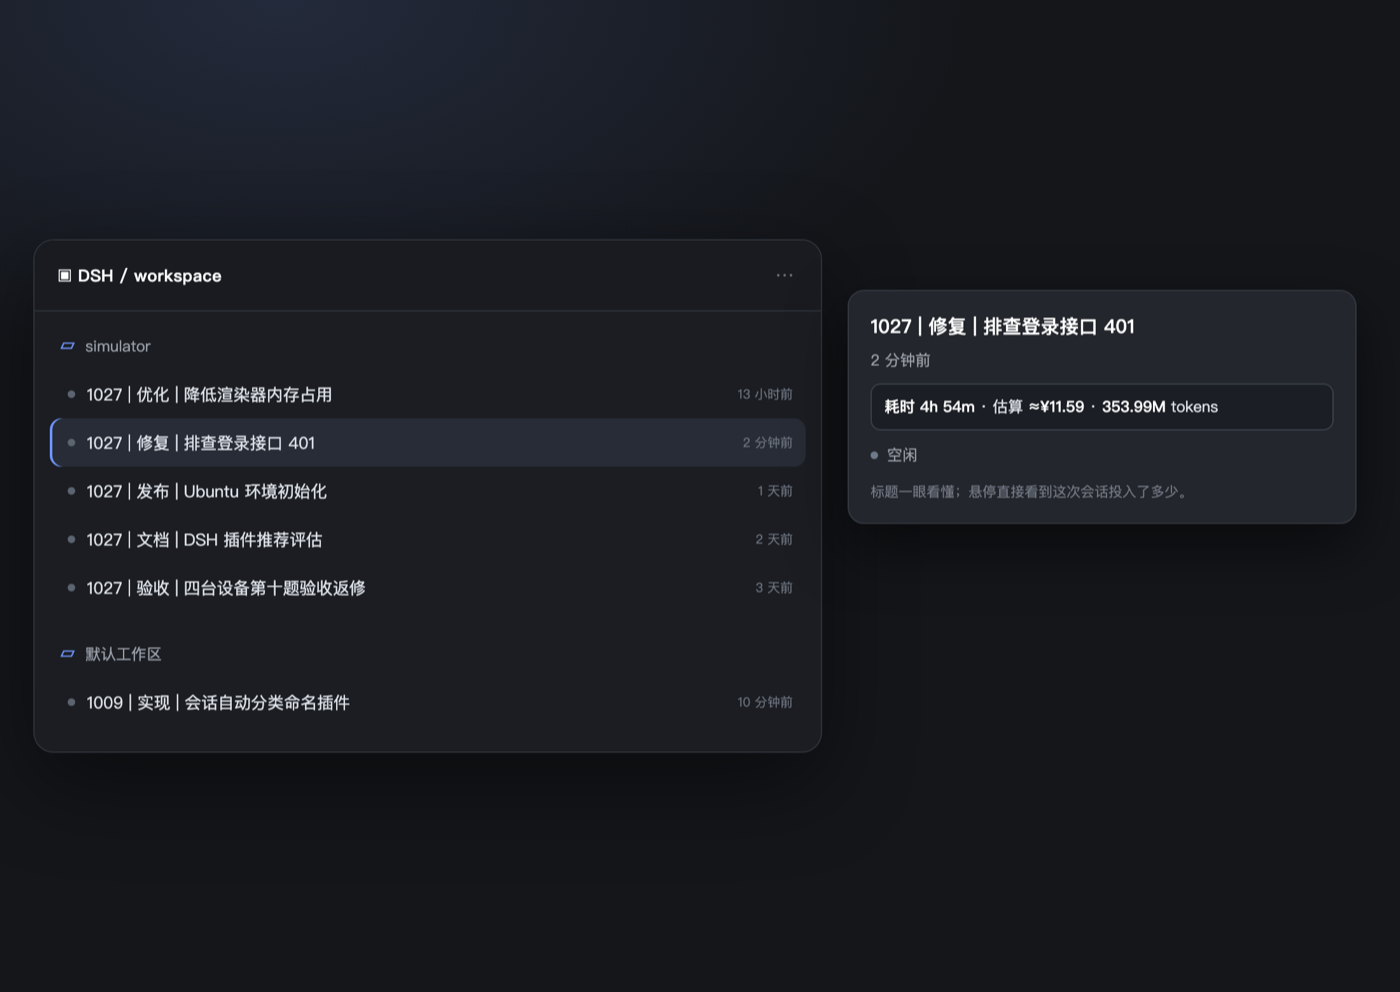 DSH / workspace
simulator
1027 | 优化 | 降低渲染器内存占用 13 小时前
1027 | 修复 | 排查登录接口 401 2 分钟前
1027 | 发布 | Ubuntu 环境初始化 1 天前
1027 | 文档 | DSH 插件推荐评估 2 天前
1027 | 验收 | 四台设备第十题验收返修 3 天前
默认工作区
1009 | 实现 | 会话自动分类命名插件 10 分钟前
1027 | 修复 | 排查登录接口 401
2 分钟前
耗时 4h 54m · 估算 ≈¥11.59 · 353.99M tokens
空闲
标题一眼看懂；悬停直接看到这次会话投入了多少。